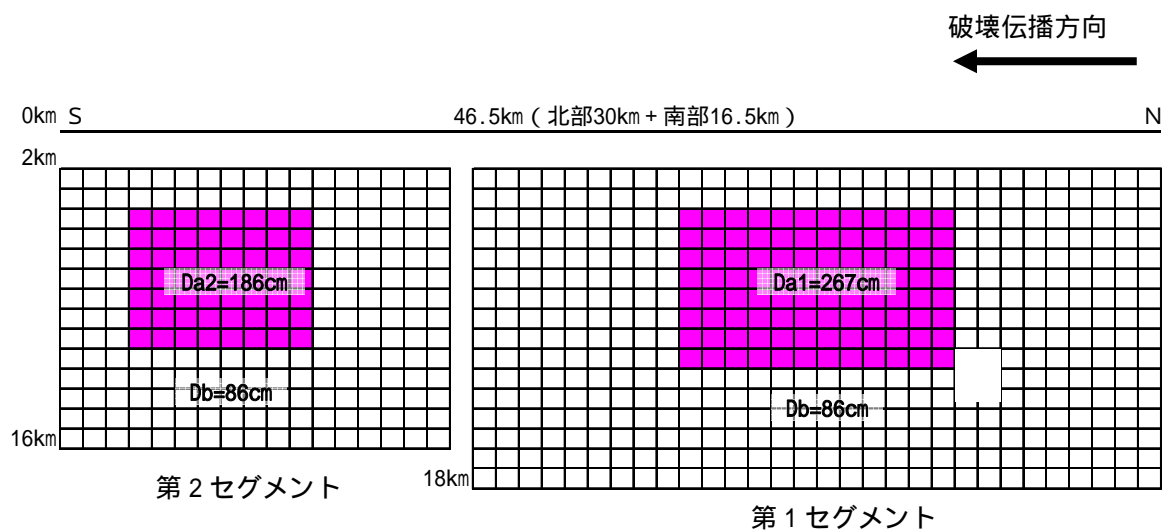 破壊伝播方向
0km S 46.5km（北部30km+南部16.5km） N
2km
Da2=186cm Da1=267cm
Db=86cm Db=86cm
16km
第2セグメント 18km
第1セグメント